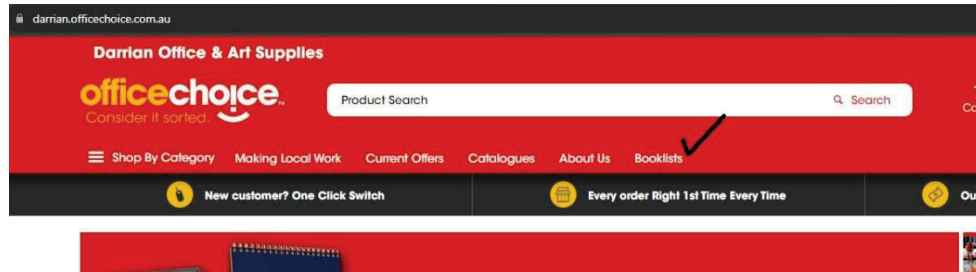 darrian.officechoice.com.au
Darrian Office & Art Supplies
officechoice
Consider it sorted.
Product Search
Search
Shop By Category Making Local Work Current Offers Catalogues About Us Booklists
New customer? One Click Switch Every order Right 1st Time Every Time